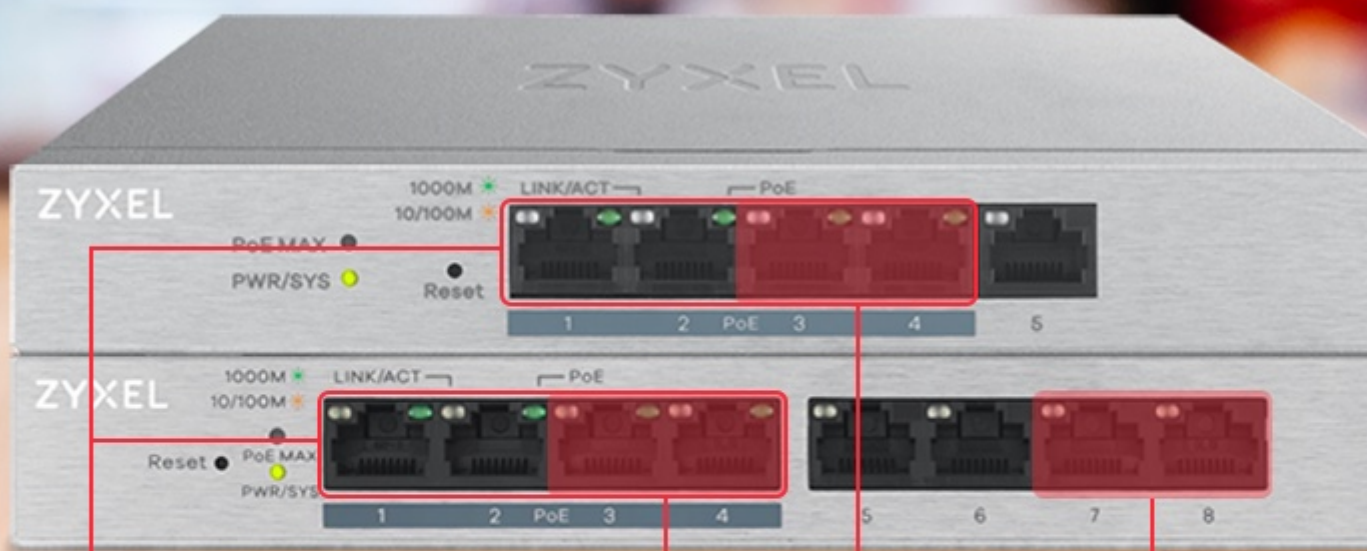 ZYXEL
ZYXEL
1000M LINK/ACT PoE
10/100M
PoE MAX
PWR/SYS
Reset
1 2 PoE 3 4 5
ZYXEL
1000M LINK/ACT PoE
10/100M
Reset PoE MAX
PWR/SYS
1 2 PoE 3 4 5 6 7 8